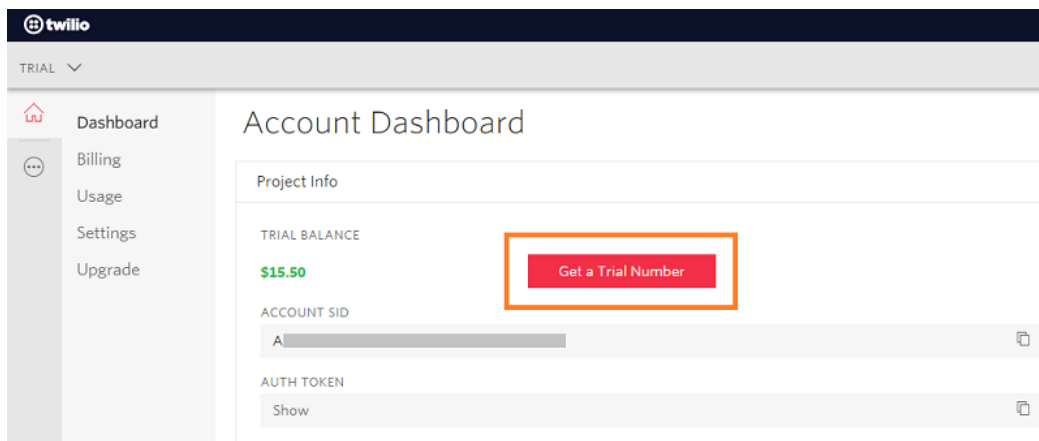 twilio
TRIAL
Dashboard
Billing
Usage
Settings
Upgrade
Account Dashboard
Project Info
TRIAL BALANCE
$15.50
Get a Trial Number
ACCOUNT SID
A
AUTH TOKEN
Show